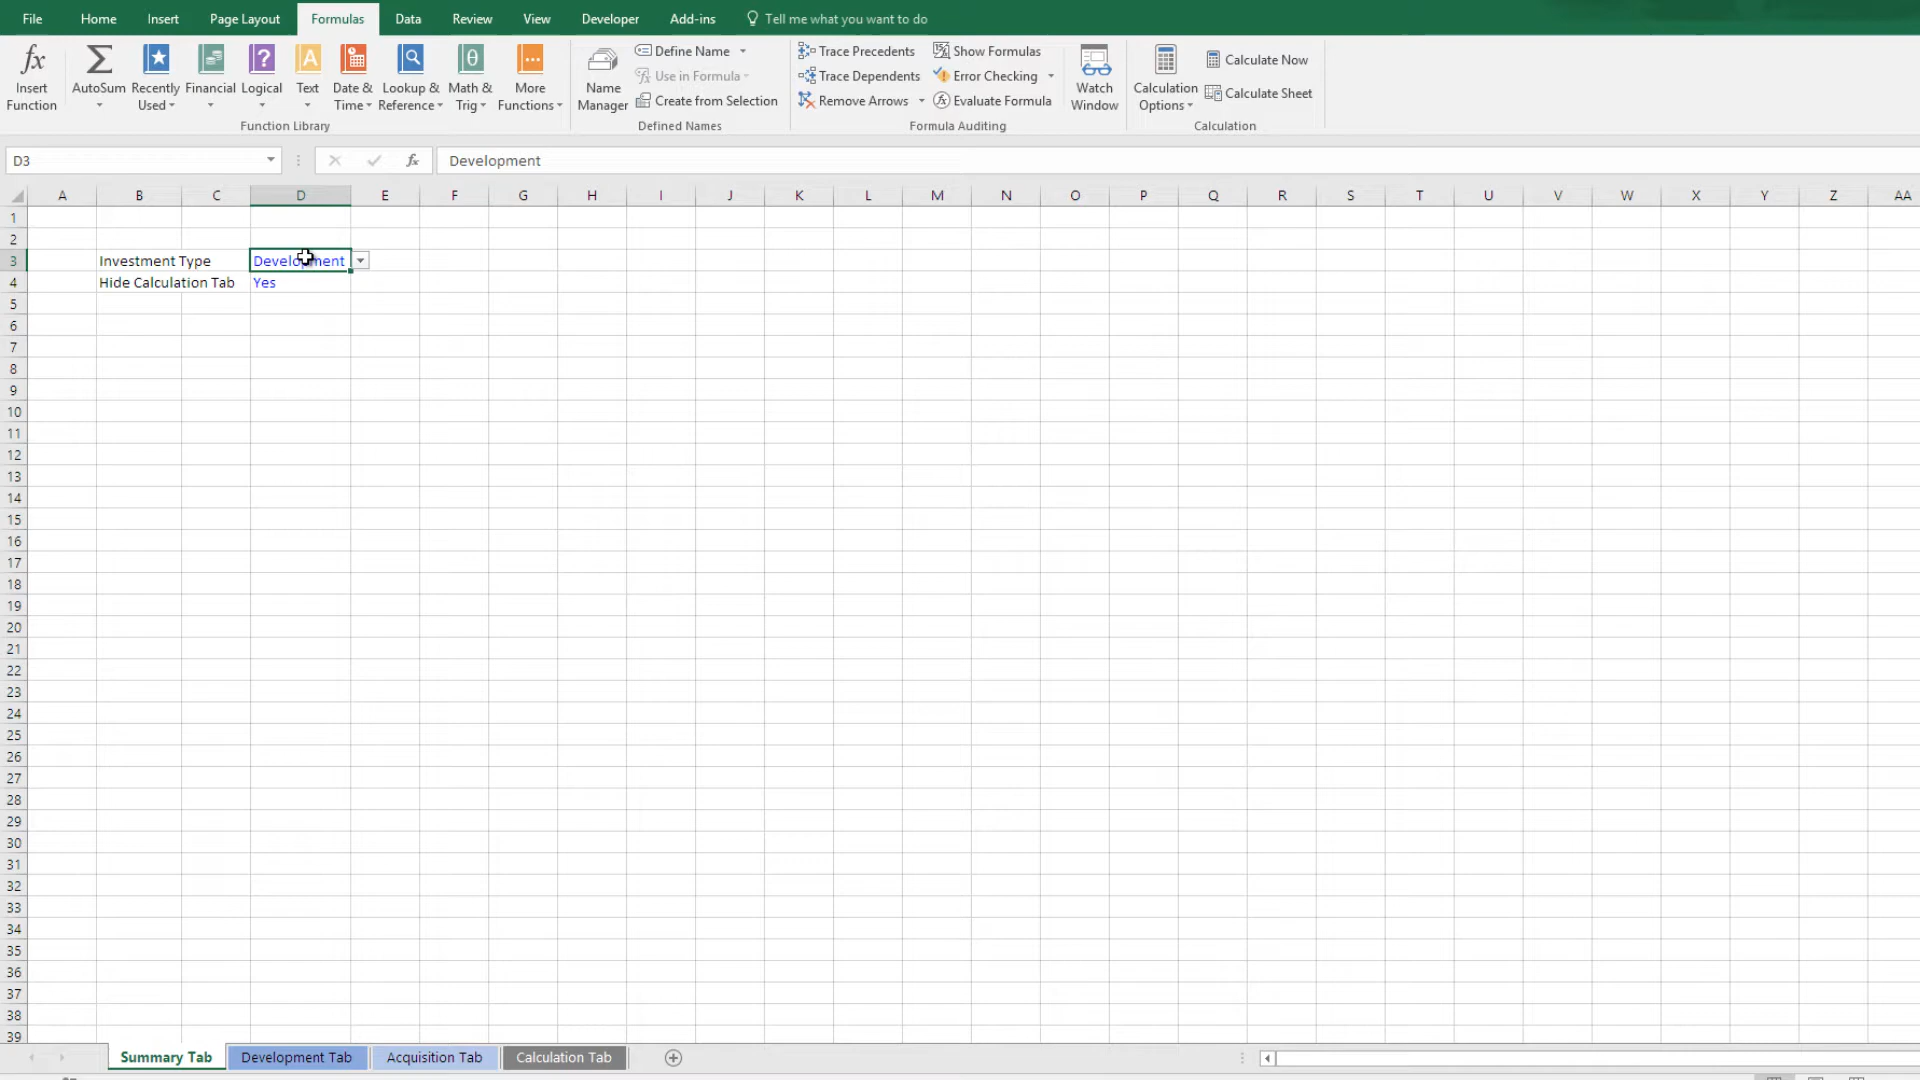 File Home Insert Page Layout Formulas Data Review View Developer Add-ins Tell me what you want to do
Insert Function
AutoSum
Recently Used
Financial
Logical
Text
Date & Time
Lookup & Reference
Math & Trig
More Functions
Function Library
Name Manager
Define Name
Use in Formula
Create from Selection
Defined Names
Trace Precedents
Trace Dependents
Remove Arrows
Show Formulas
Error Checking
Evaluate Formula
Formula Auditing
Watch Window
Calculation Options
Calculate Now
Calculate Sheet
Calculation
D3 fx Development
A B C D E F G H I J K L M N O P Q R S T U V W X Y Z AA
1
2
3 Investment Type Development
4 Hide Calculation Tab Yes
5
6
7
8
9
10
11
12
13
14
15
16
17
18
19
20
21
22
23
24
25
26
27
28
29
30
31
32
33
34
35
36
37
38
39
Summary Tab Development Tab Acquisition Tab Calculation Tab